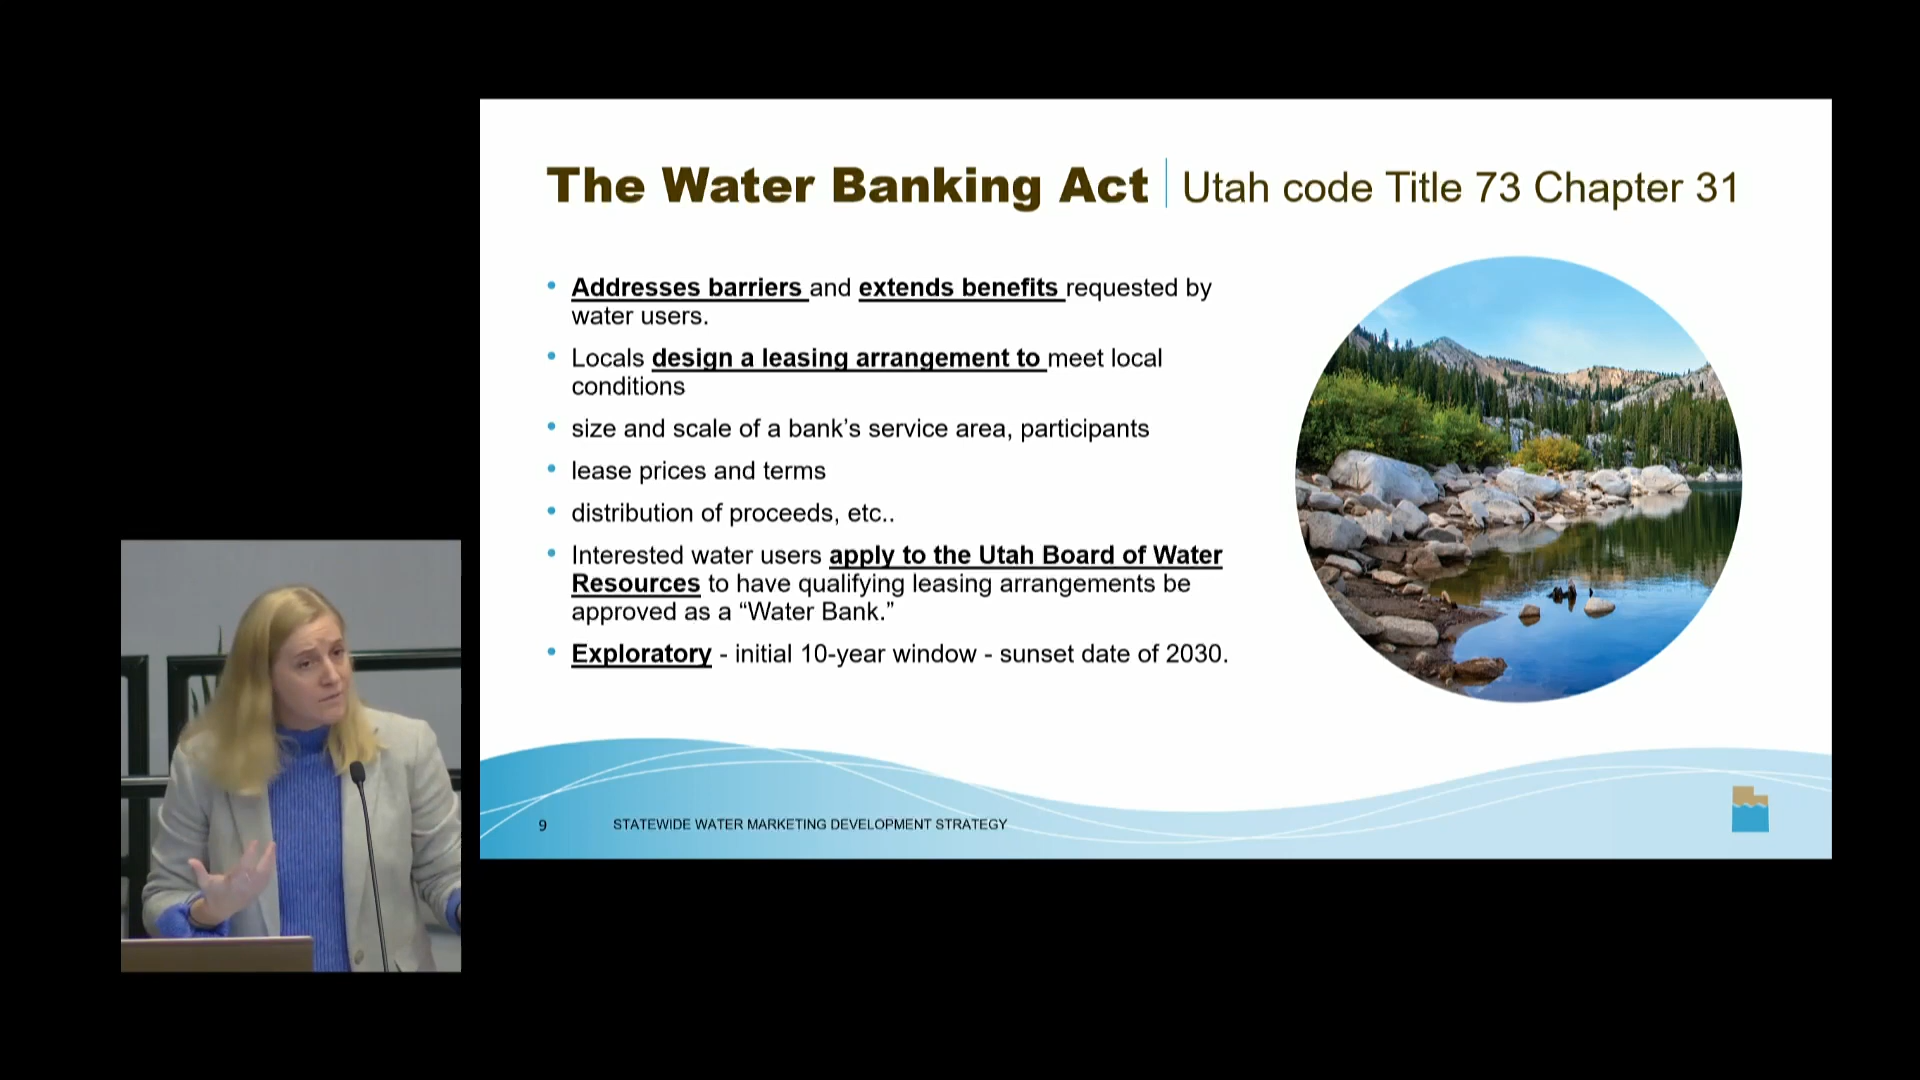 The Water Banking Act Utah code Title 73 Chapter 31
• Addresses barriers and extends benefits requested by
water users.
• Locals design a leasing arrangement to meet local
conditions
• size and scale of a bank’s service area, participants
• lease prices and terms
• distribution of proceeds, etc..
• Interested water users apply to the Utah Board of Water
Resources to have qualifying leasing arrangements be
approved as a “Water Bank.”
• Exploratory - initial 10-year window - sunset date of 2030.
9 STATEWIDE WATER MARKETING DEVELOPMENT STRATEGY